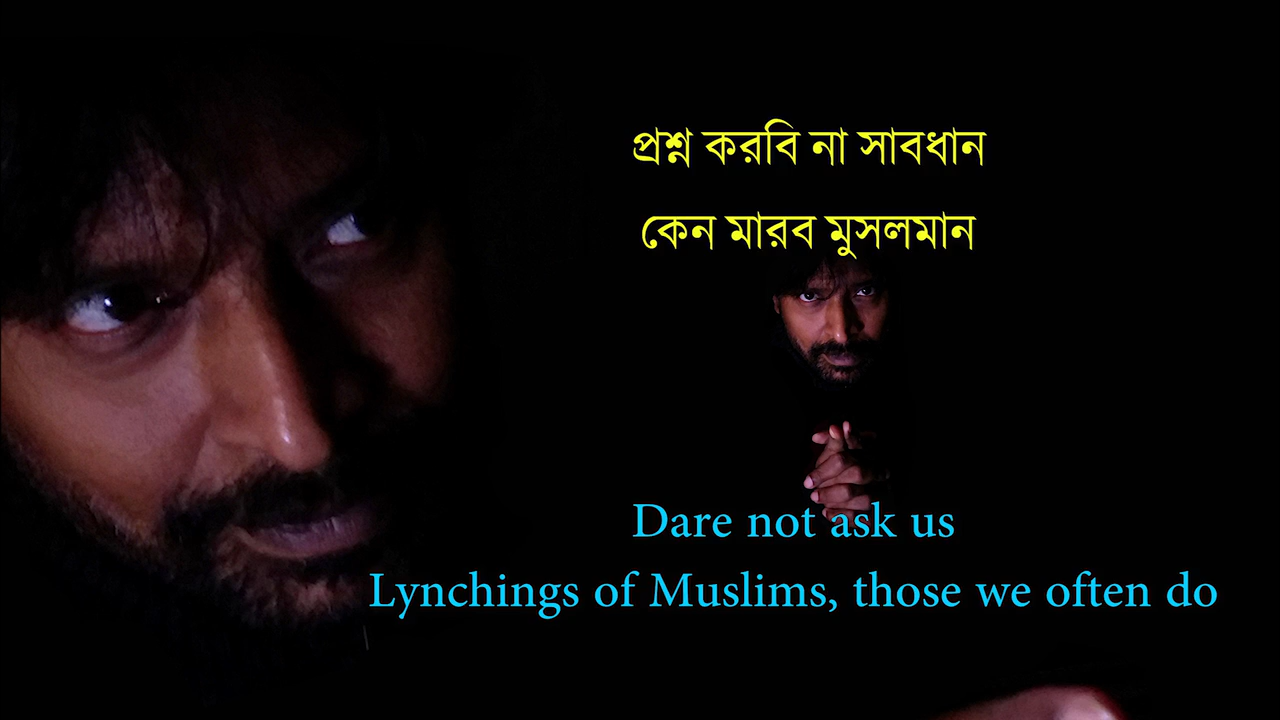 প্রশ্ন করবি না সাবধান
কেন মারব মুসলমান
Dare not ask us
Lynchings of Muslims, those we often do